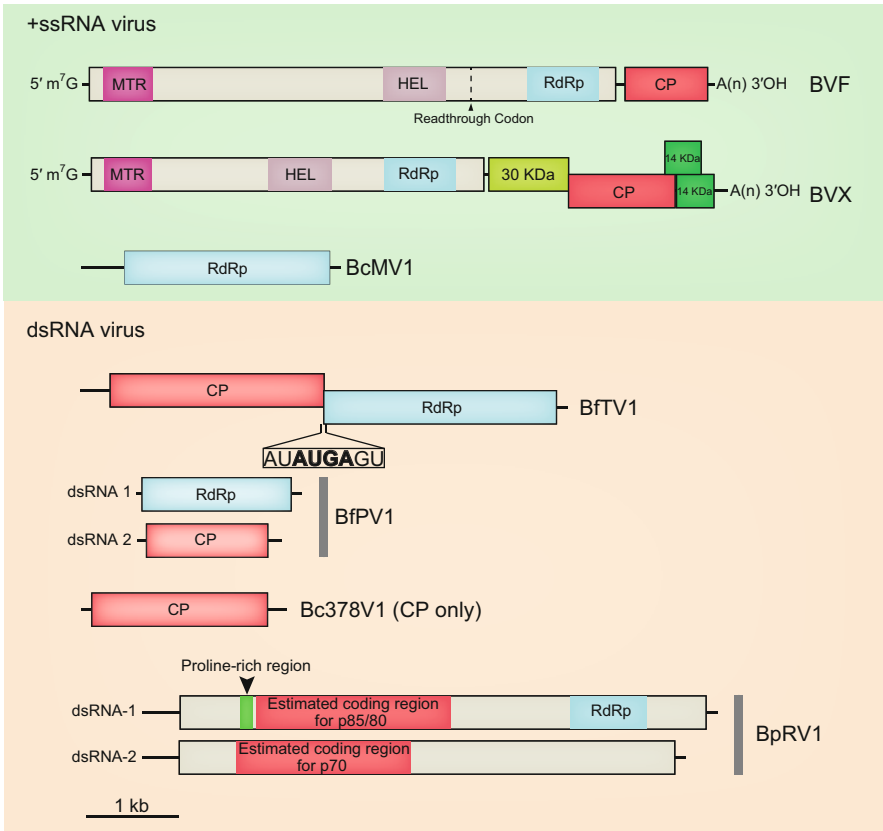 +ssRNA virus
5′ m⁷G MTR HEL RdRp CP A(n) 3′OH BVF
Readthrough Codon
14 KDa
5′ m⁷G MTR HEL RdRp 30 KDa CP 14 KDa A(n) 3′OH BVX
RdRp BcMV1
dsRNA virus
CP
RdRp BfTV1
AUAUGAGU
dsRNA 1 RdRp
BfPV1
dsRNA 2 CP
CP Bc378V1 (CP only)
Proline-rich region
dsRNA-1 Estimated coding region
for p85/80 RdRp
BpRV1
dsRNA-2 Estimated coding region
for p70
1 kb